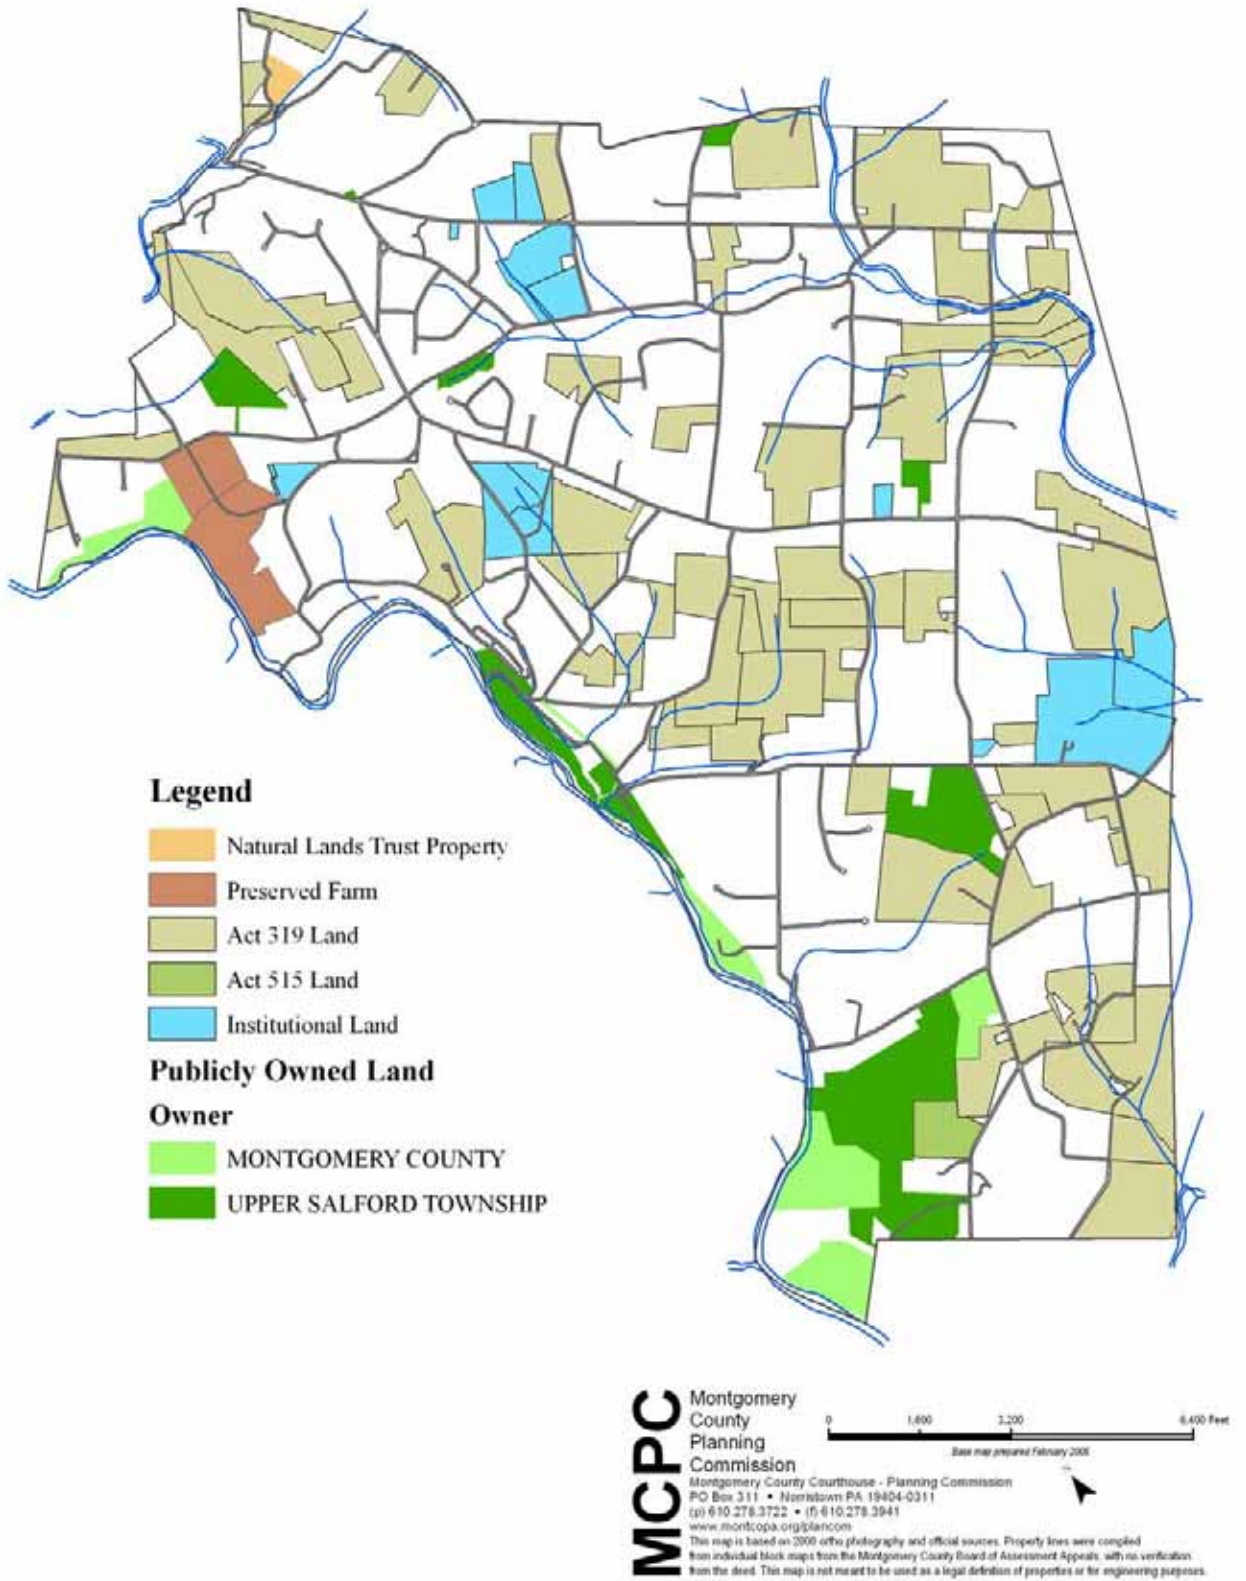 Legend
Natural Lands Trust Property
Preserved Farm
Act 319 Land
Act 515 Land
Institutional Land
Publicly Owned Land
Owner
MONTGOMERY COUNTY
UPPER SALFORD TOWNSHIP
MCPC
Montgomery
County
Planning
Commission
0 1,600 3,200 6,400 Feet
Base map prepared February 2006
Montgomery County Courthouse - Planning Commission
PO Box 311 • Norristown PA 19404-0311
(p) 610.278.3722 • (f) 610.278.3941
www.montcopa.org/plancom
This map is based on 2000 ortho photography and official sources. Property lines were compiled
from individual block maps from the Montgomery County Board of Assessment Appeals, with no verification
from the deed. This map is not meant to be used as a legal definition of properties or for engineering purposes.